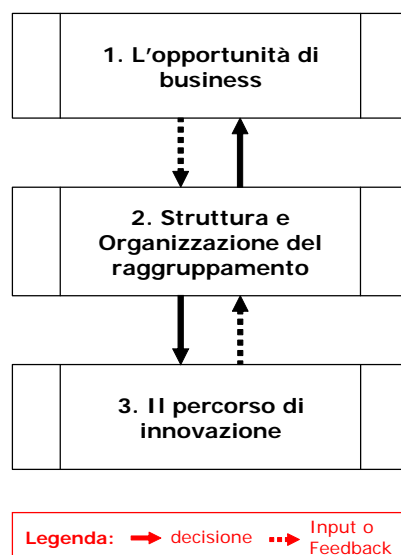 1. L'opportunità di
business
2. Struttura e
Organizzazione del
raggruppamento
3. Il percorso di
innovazione
Legenda: decisione Input o
Feedback